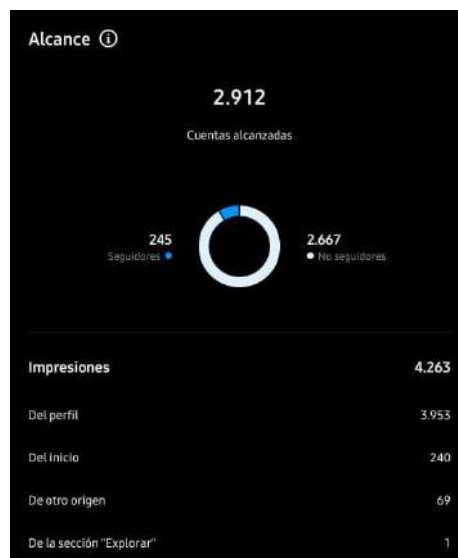 Alcance
2.912
Cuentas alcanzadas
245
Seguidores
2.667
No seguidores
Impresiones 4.263
Del perfil 3.953
Del inicio 240
De otro origen 69
De la sección "Explorar" 1